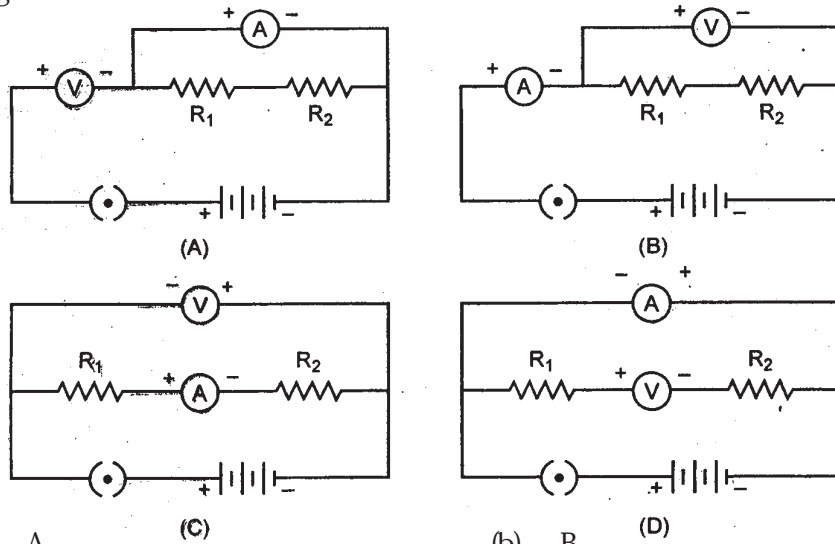 + A −
+ V −
R1 R2
+ −
(A)
+ V −
+ A −
R1 R2
+ −
(B)
− V +
R1 + A − R2
+ −
(C)
− A +
R1 + V − R2
+ −
(D)
A (b) B